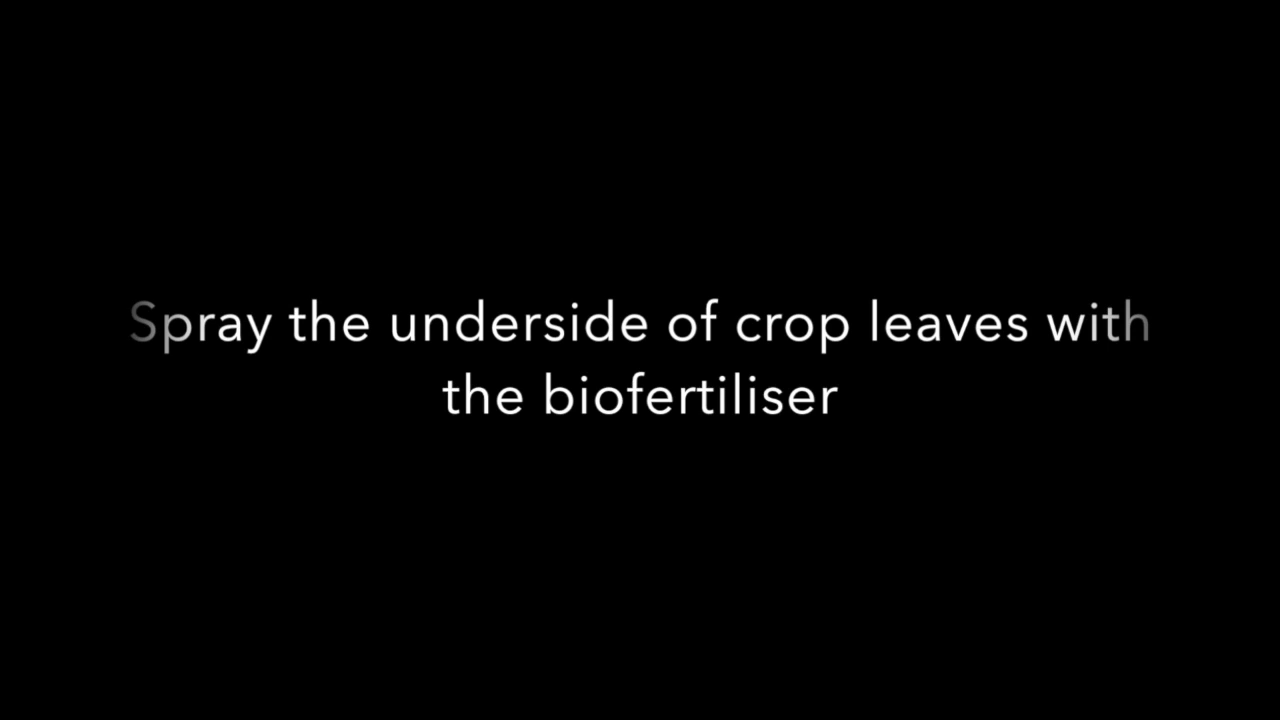 Spray the underside of crop leaves with
the biofertiliser